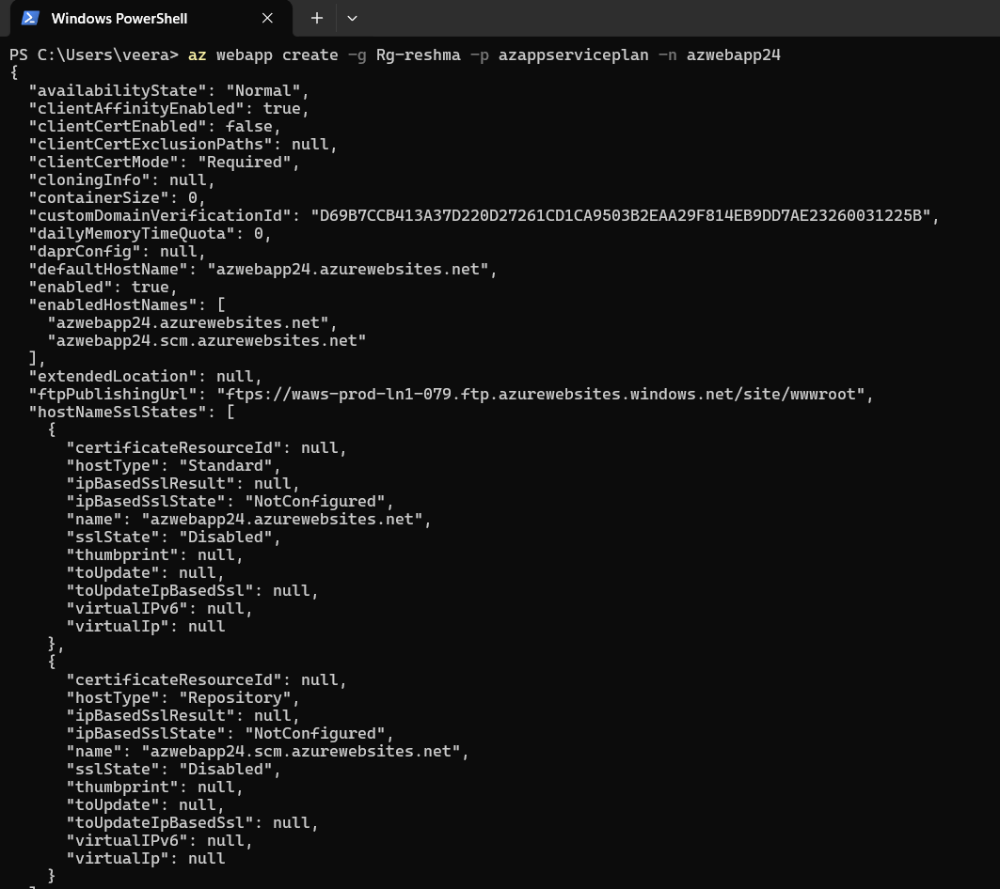 Windows PowerShell
PS C:\Users\veera> az webapp create -g Rg-reshma -p azappserviceplan -n azwebapp24
{
  "availabilityState": "Normal",
  "clientAffinityEnabled": true,
  "clientCertEnabled": false,
  "clientCertExclusionPaths": null,
  "clientCertMode": "Required",
  "cloningInfo": null,
  "containerSize": 0,
  "customDomainVerificationId": "D69B7CCB413A37D220D27261CD1CA9503B2EAA29F814EB9DD7AE23260031225B",
  "dailyMemoryTimeQuota": 0,
  "daprConfig": null,
  "defaultHostName": "azwebapp24.azurewebsites.net",
  "enabled": true,
  "enabledHostNames": [
    "azwebapp24.azurewebsites.net",
    "azwebapp24.scm.azurewebsites.net"
  ],
  "extendedLocation": null,
  "ftpPublishingUrl": "ftps://waws-prod-ln1-079.ftp.azurewebsites.windows.net/site/wwwroot",
  "hostNameSslStates": [
    {
      "certificateResourceId": null,
      "hostType": "Standard",
      "ipBasedSslResult": null,
      "ipBasedSslState": "NotConfigured",
      "name": "azwebapp24.azurewebsites.net",
      "sslState": "Disabled",
      "thumbprint": null,
      "toUpdate": null,
      "toUpdateIpBasedSsl": null,
      "virtualIPv6": null,
      "virtualIp": null
    },
    {
      "certificateResourceId": null,
      "hostType": "Repository",
      "ipBasedSslResult": null,
      "ipBasedSslState": "NotConfigured",
      "name": "azwebapp24.scm.azurewebsites.net",
      "sslState": "Disabled",
      "thumbprint": null,
      "toUpdate": null,
      "toUpdateIpBasedSsl": null,
      "virtualIPv6": null,
      "virtualIp": null
    }